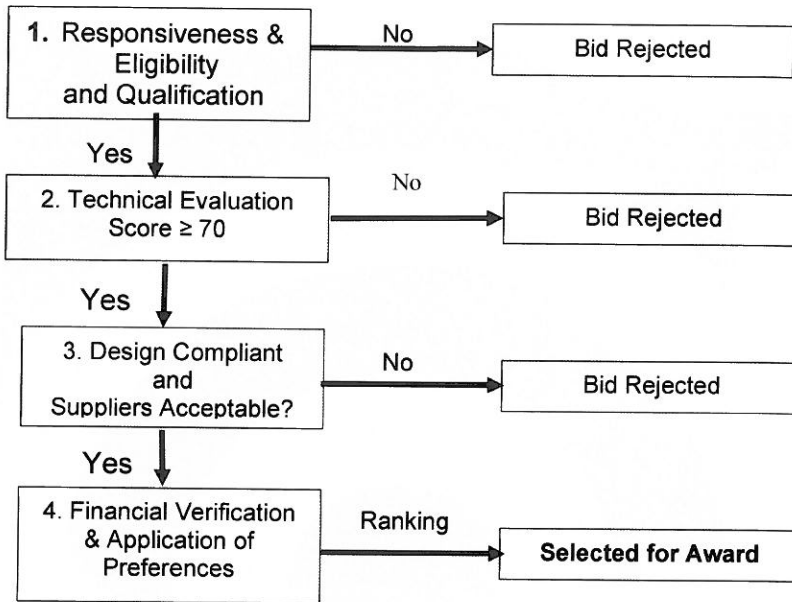 1. Responsiveness &
Eligibility
and Qualification
No
Bid Rejected
Yes
2. Technical Evaluation
Score ≥ 70
No
Bid Rejected
Yes
3. Design Compliant
and
Suppliers Acceptable?
No
Bid Rejected
Yes
4. Financial Verification
& Application of
Preferences
Ranking
Selected for Award